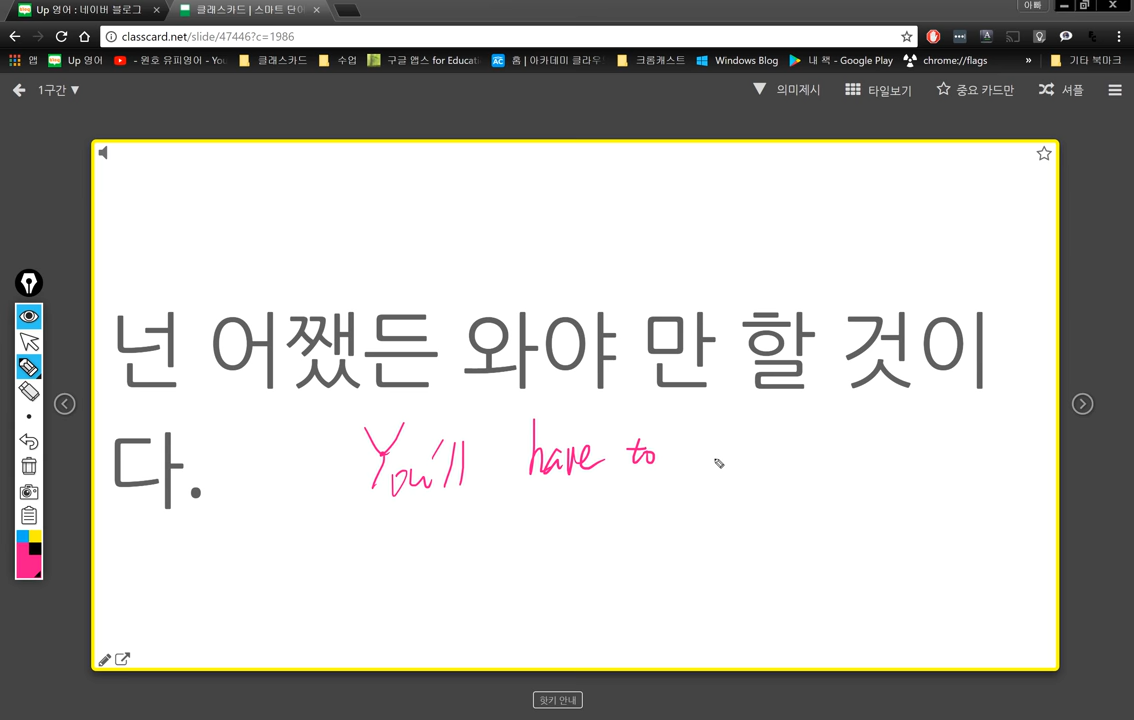 Up 영어 : 네이버 블로그
클래스카드 | 스마트 단어
아빠
classcard.net/slide/47446?c=1986
앱 Up 영어 - 원호 유피영어 - You 클래스카드 수업 구글 앱스 for Educati 홈 | 아카데미 클라우드 크롬캐스트 Windows Blog 내 책 - Google Play chrome://flags » 기타 북마크
1구간 ▼ 의미제시 타일보기 중요 카드만 셔플
넌 어쨌든 와야 만 할 것이
다.
You'll have to
핫키 안내